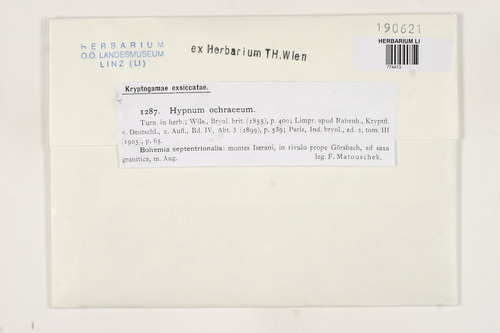 HERBARIUM
O.Ö. LANDESMUSEUM
LINZ (LI)
ex Herbarium TH.Wien
190621
HERBARIUM LI
774413
Kryptogamae exsiccatae.
1287. Hypnum ochraceum.
Turn. in herb.; Wils., Bryol. brit. (1855), p. 400; Limpr. apud Rabenh., Kryptfl.
v. Deutschl., 2. Aufl., Bd. IV, Abt. 3 (1899), p. 539; Paris, Ind. bryol., ed. 2, tom. III
(1905), p. 65.
Bohemia septentrionalis: montes Iserani, in rivulo prope Görsbach, ad saxa
granitica, m. Aug. leg. F. Matouschek.